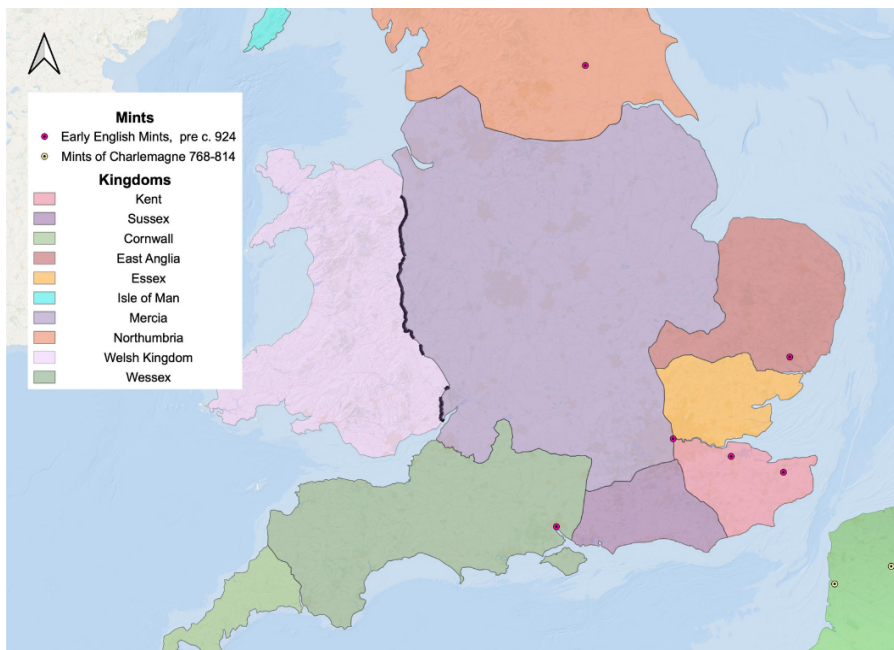 Mints
Early English Mints, pre c. 924
Mints of Charlemagne 768-814
Kingdoms
Kent
Sussex
Cornwall
East Anglia
Essex
Isle of Man
Mercia
Northumbria
Welsh Kingdom
Wessex